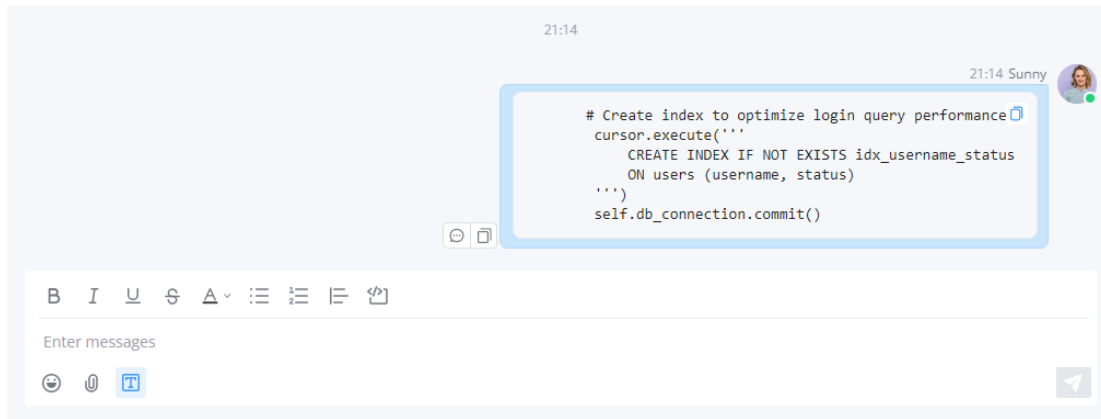 21:14
21:14 Sunny
# Create index to optimize login query performance
cursor.execute('''
    CREATE INDEX IF NOT EXISTS idx_username_status
    ON users (username, status)
''')
self.db_connection.commit()
B I U S A
Enter messages
T